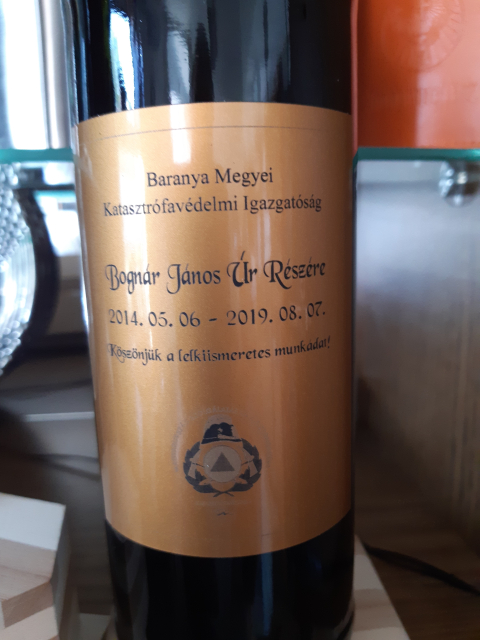 Baranya Megyei
Katasztrófavédelmi Igazgatóság
Bognár János Úr Részére
2014. 05. 06 - 2019. 08. 07.
Köszönjük a lelkiismeretes munkádat!